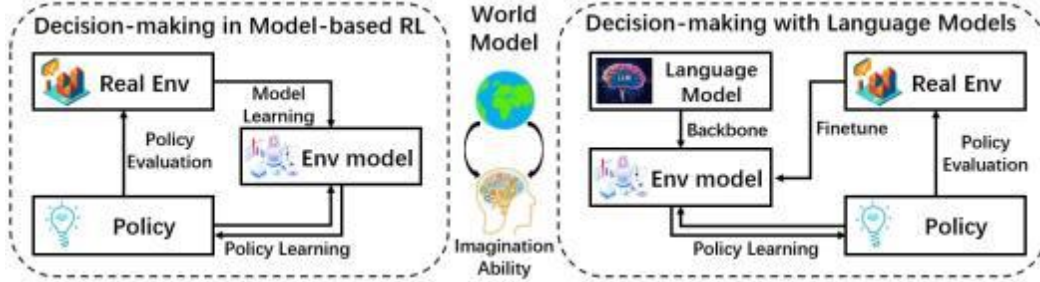 Decision-making in Model-based RL
Real Env
Model
Learning
Policy
Evaluation
Env model
Policy
Policy Learning
World
Model
Imagination
Ability
Decision-making with Language Models
LLM
Language
Model
Real Env
Backbone
Finetune
Policy
Evaluation
Env model
Policy
Policy Learning